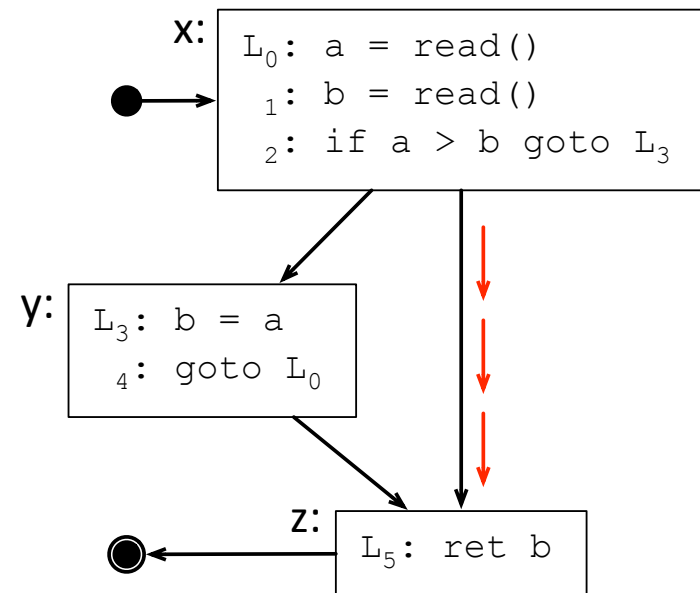 x:
L₀: a = read()
₁: b = read()
₂: if a > b goto L₃
y:
L₃: b = a
₄: goto L₀
z:
L₅: ret b